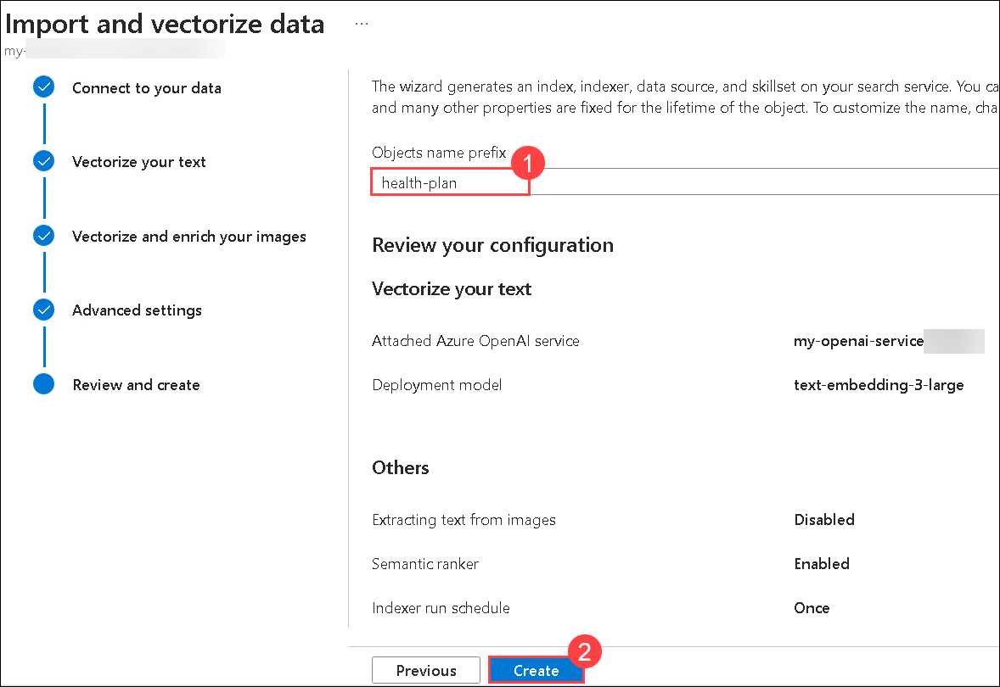 Import and vectorize data ...
my-
Connect to your data
Vectorize your text
Vectorize and enrich your images
Advanced settings
Review and create
The wizard generates an index, indexer, data source, and skillset on your search service. You ca
and many other properties are fixed for the lifetime of the object. To customize the name, cha
Objects name prefix
1
health-plan
Review your configuration
Vectorize your text
Attached Azure OpenAI service my-openai-service
Deployment model text-embedding-3-large
Others
Extracting text from images Disabled
Semantic ranker Enabled
Indexer run schedule Once
2
Previous Create